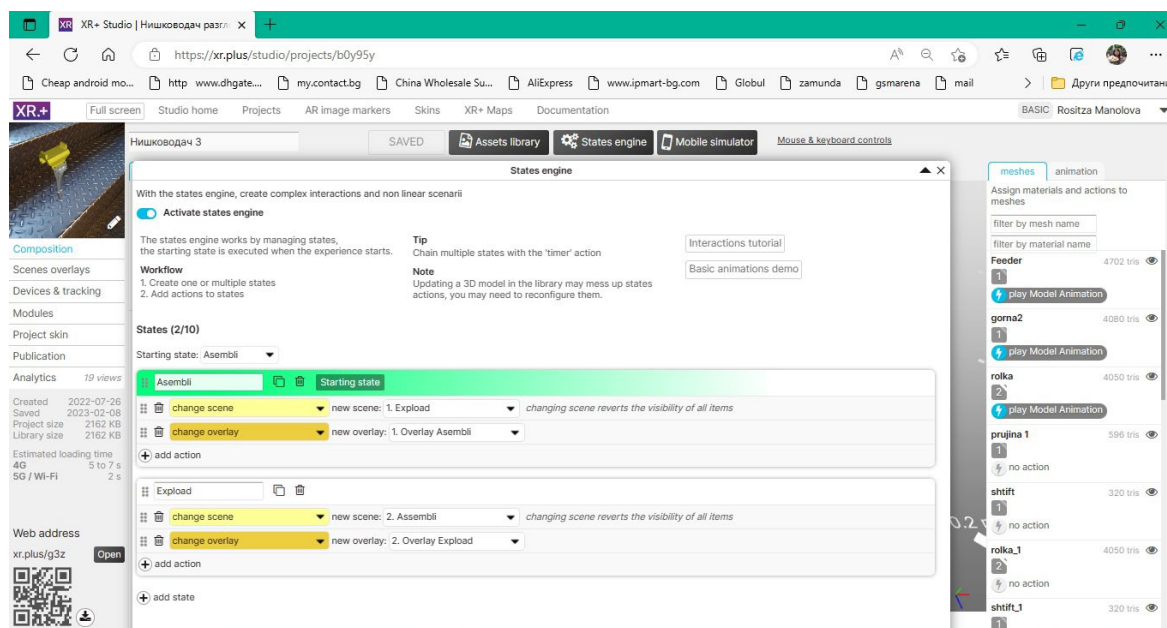 XR XR+ Studio | Нишководач разгл
https://xr.plus/studio/projects/b0y95y
Cheap android mo... http www.dhgate.... my.contact.bg China Wholesale Su... AliExpress www.ipmart-bg.com Globul zamunda gsmarena mail Други предпочитани
XR+ Full screen Studio home Projects AR image markers Skins XR+ Maps Documentation BASIC Rositza Manolova
Нишководач 3 SAVED Assets library States engine Mobile simulator Mouse & keyboard controls
States engine
With the states engine, create complex interactions and non linear scenarii
Activate states engine
The states engine works by managing states,
the starting state is executed when the experience starts.
Workflow
1. Create one or multiple states
2. Add actions to states
Tip
Chain multiple states with the 'timer' action
Note
Updating a 3D model in the library may mess up states
actions, you may need to reconfigure them.
Interactions tutorial
Basic animations demo
States (2/10)
Starting state: Asembli
Asembli Starting state
change scene new scene: 1. Expload changing scene reverts the visibility of all items
change overlay new overlay: 1. Overlay Asembli
add action
Expload
change scene new scene: 2. Assembli changing scene reverts the visibility of all items
change overlay new overlay: 2. Overlay Expload
add action
add state
Composition
Scenes overlays
Devices & tracking
Modules
Project skin
Publication
Analytics 19 views
Created 2022-07-26
Saved 2023-02-08
Project size 2162 KB
Library size 2162 KB
Estimated loading time
4G 5 to 7 s
5G / Wi-Fi 2 s
Web address
xr.plus/g3z Open
0.2
meshes animation
Assign materials and actions to
meshes
filter by mesh name
filter by material name
Feeder 4702 tris
1
play Model Animation
gorna2 4080 tris
1
play Model Animation
rolka 4050 tris
2
play Model Animation
prujina 1 596 tris
1
no action
shtift 320 tris
1
no action
rolka_1 4050 tris
2
no action
shtift_1 320 tris
1